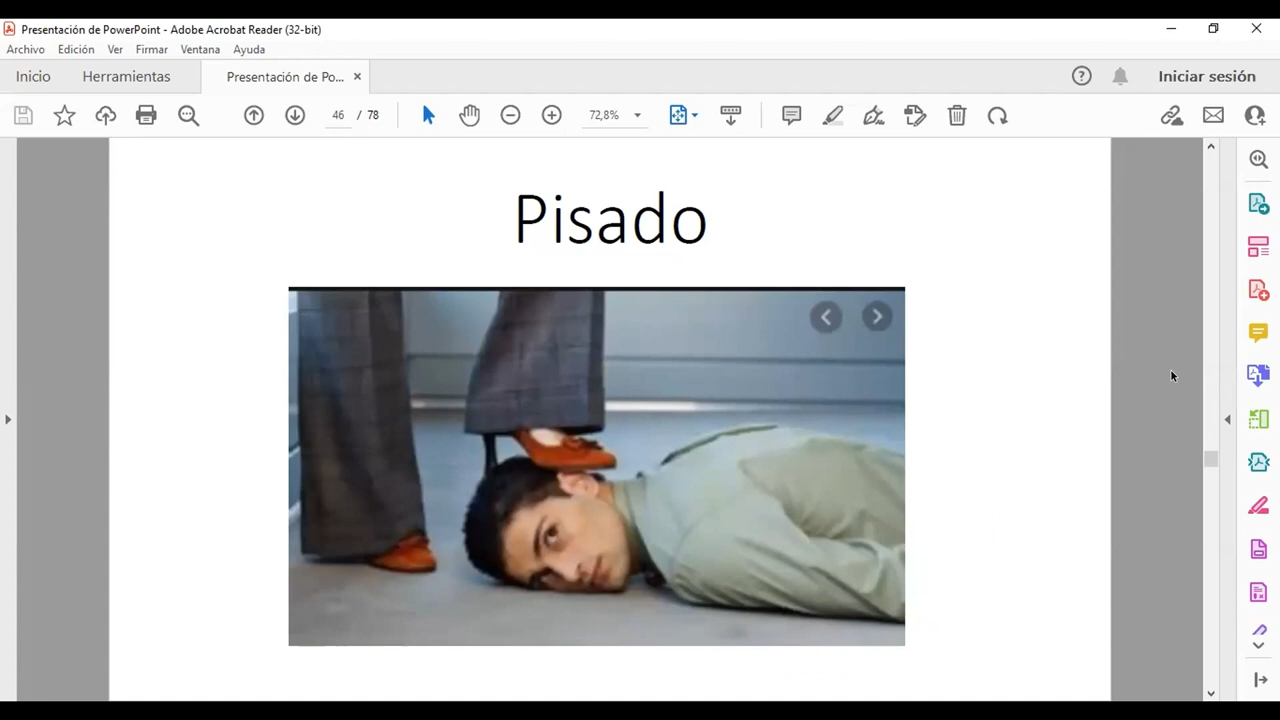 Presentación de PowerPoint - Adobe Acrobat Reader (32-bit)
Archivo Edición Ver Firmar Ventana Ayuda
Inicio Herramientas Presentación de Po... Iniciar sesión
46 / 78 72,8%
Pisado